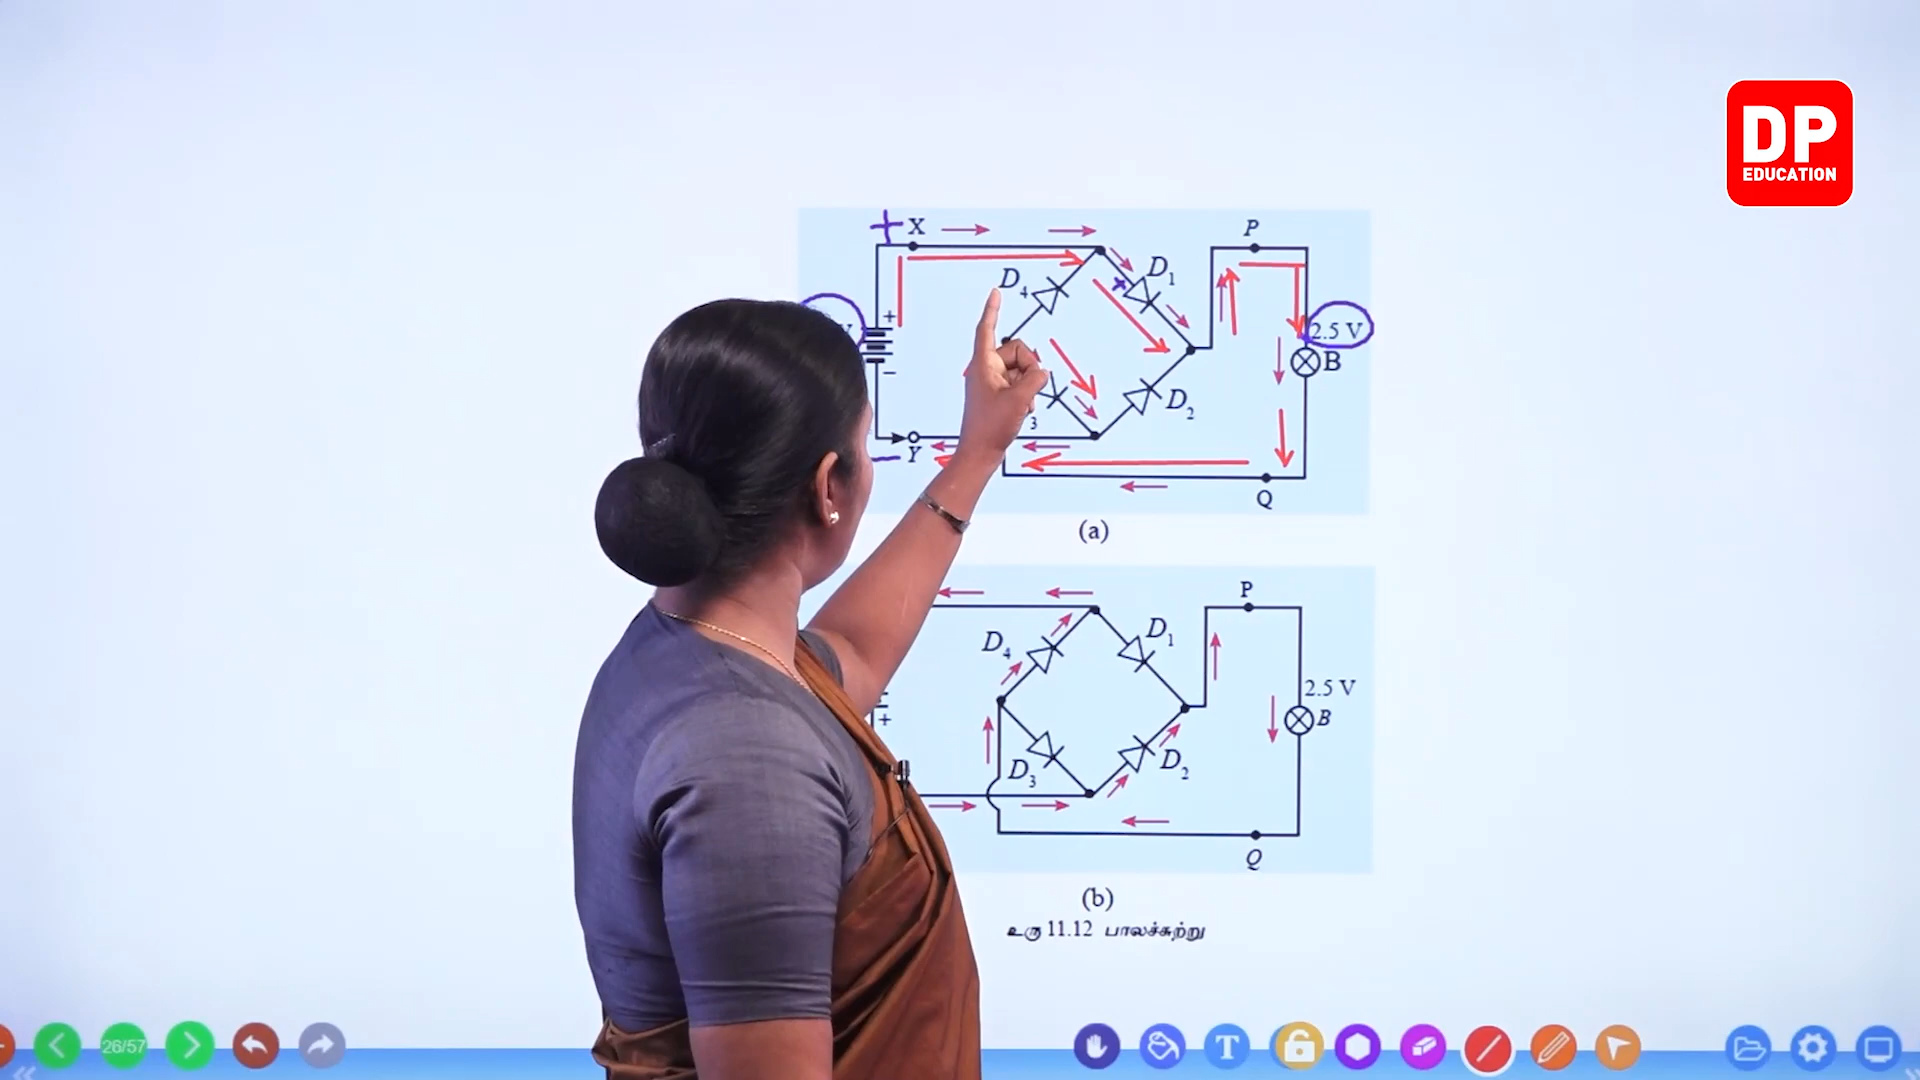 DP
EDUCATION
+ X
P
D4
D1
+
+
2.5 V
B
−
D2
3
− Y
Q
(a)
P
D4
D1
2.5 V
B
+
D3
D2
Q
(b)
உரு 11.12 பாலச்சுற்று
26/57
T